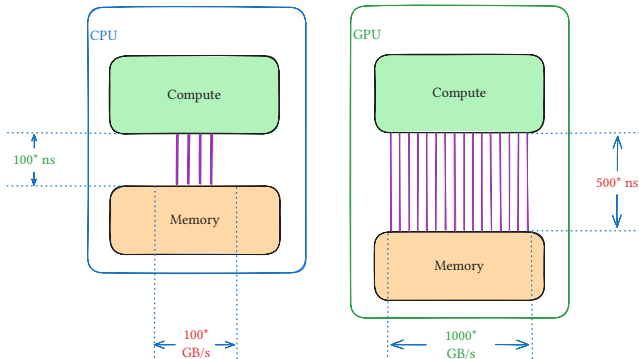 CPU
GPU
Compute
Compute
100* ns
500* ns
Memory
Memory
100*
GB/s
1000*
GB/s